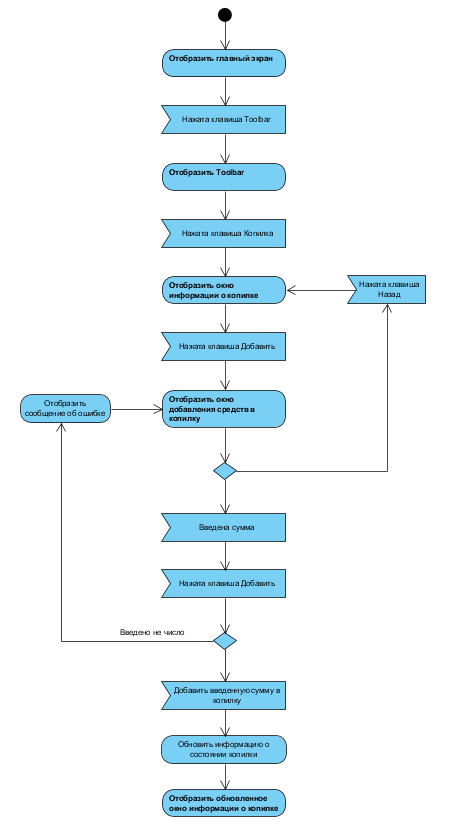 Отобразить главный экран
Нажата клавиша Toolbar
Отобразить Toolbar
Нажата клавиша Копилка
Отобразить окно
информации о копилке
Нажата клавиша
Назад
Нажата клавиша Добавить
Отобразить окно
добавления средств в
копилку
Отобразить
сообщение об ошибке
Введена сумма
Нажата клавиша Добавить
Введено не число
Добавить введенную сумму в
копилку
Обновить информацию о
состоянии копилки
Отобразить обновленное
окно информации о копилке